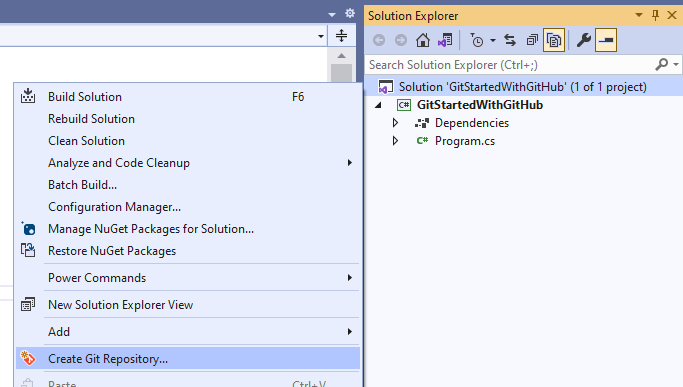 Solution Explorer
Search Solution Explorer (Ctrl+;)
Solution 'GitStartedWithGitHub' (1 of 1 project)
C# GitStartedWithGitHub
Dependencies
C# Program.cs
Build Solution F6
Rebuild Solution
Clean Solution
Analyze and Code Cleanup
Batch Build...
Configuration Manager...
Manage NuGet Packages for Solution...
Restore NuGet Packages
Power Commands
New Solution Explorer View
Add
Create Git Repository...
Paste Ctrl+V